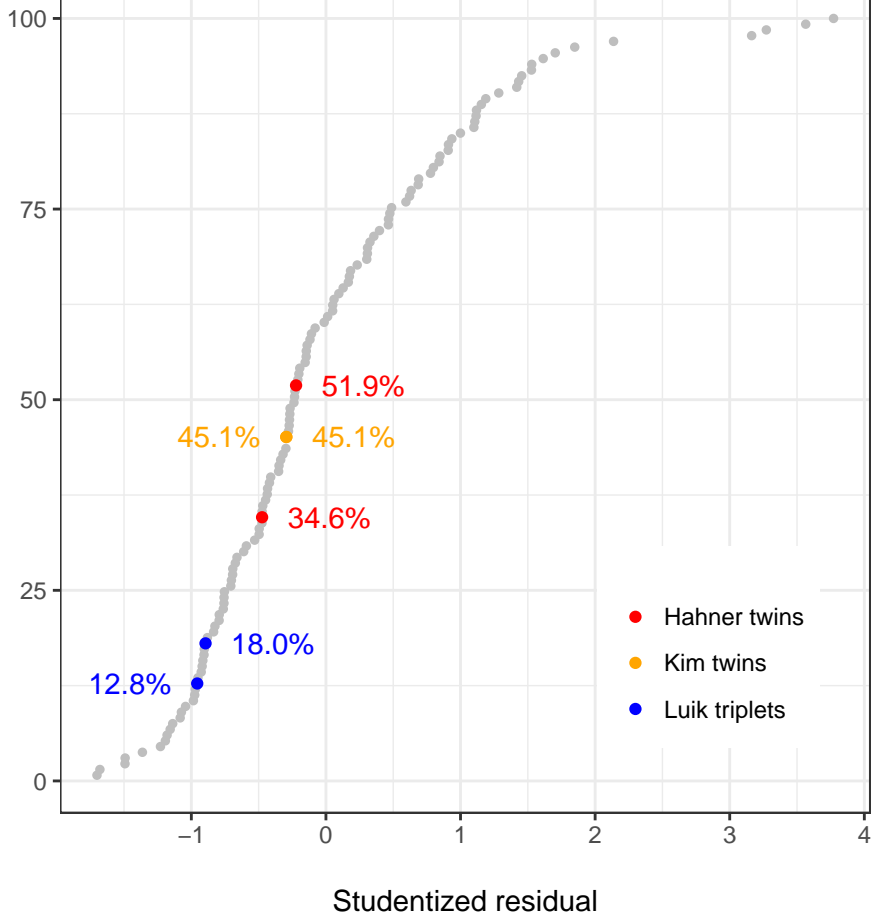 100
75
51.9%
50
45.1% 45.1%
34.6%
25
Hahner twins
18.0%
Kim twins
12.8%
Luik triplets
0
−1 0 1 2 3 4
Studentized residual